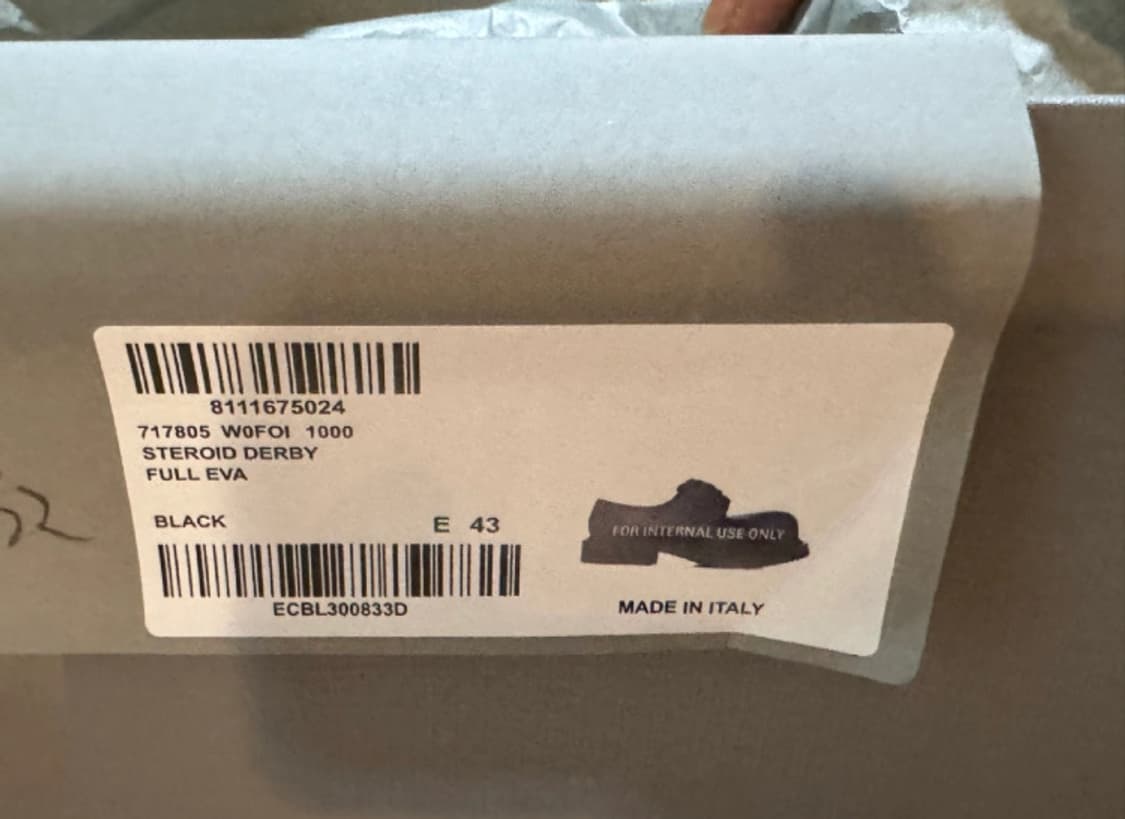 8111675024
717805 W0FOI 1000
STEROID DERBY
FULL EVA
BLACK E 43
FOR INTERNAL USE ONLY
ECBL300833D
MADE IN ITALY